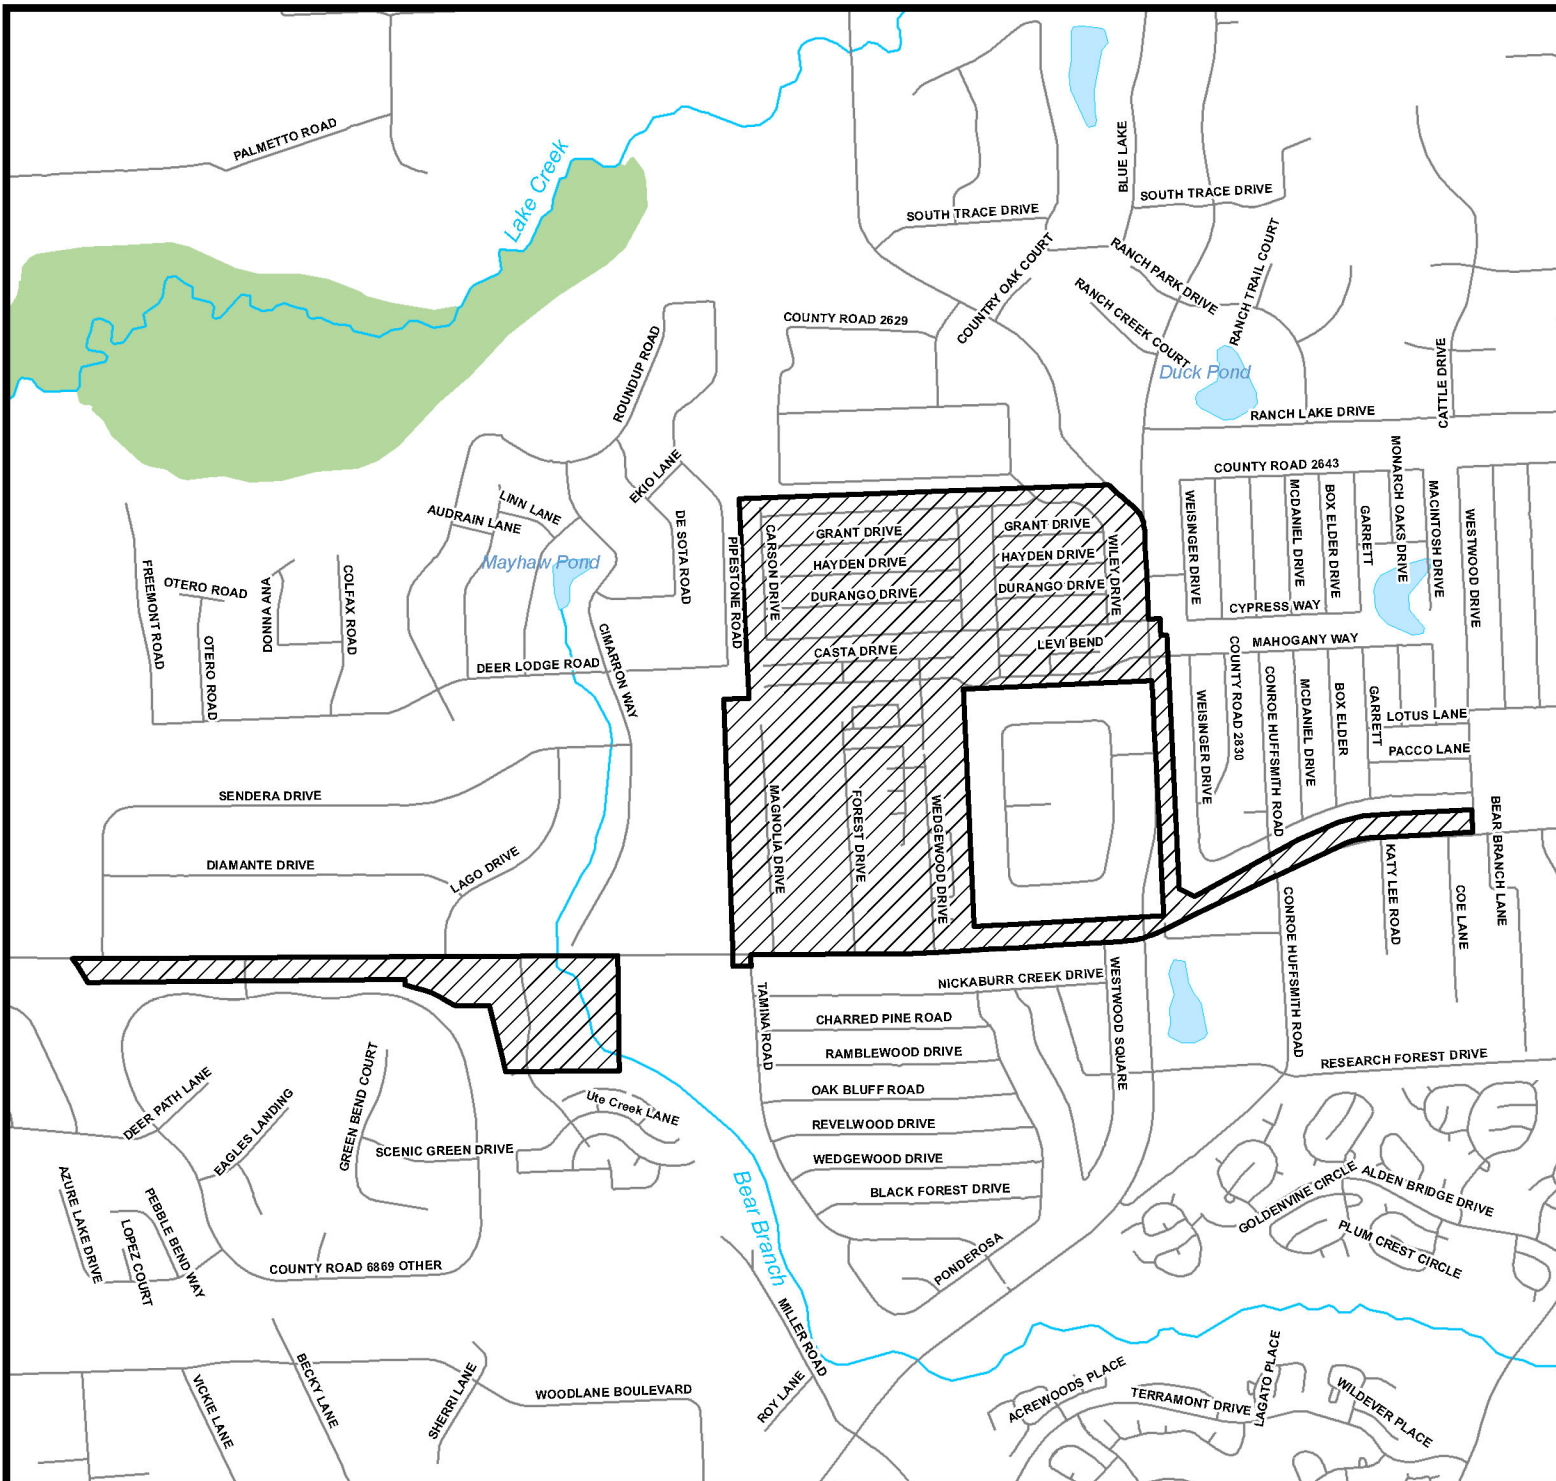 PALMETTO ROAD
Lake Creek
BLUE LAKE
SOUTH TRACE DRIVE
SOUTH TRACE DRIVE
COUNTRY OAK COURT
RANCH PARK DRIVE
RANCH TRAIL COURT
RANCH CREEK COURT
COUNTY ROAD 2629
Duck Pond
CATTLE DRIVE
RANCH LAKE DRIVE
ROUNDUP ROAD
EKIO LANE
LINN LANE
AUDRAIN LANE
Mayhaw Pond
DE SOTA ROAD
PIPESTONE ROAD
COUNTY ROAD 2643
WEISINGER DRIVE
MCDANIEL DRIVE
BOX ELDER DRIVE
GARRETT
MONARCH OAKS DRIVE
MACINTOSH DRIVE
WESTWOOD DRIVE
CARSON DRIVE
GRANT DRIVE
GRANT DRIVE
HAYDEN DRIVE
HAYDEN DRIVE
DURANGO DRIVE
DURANGO DRIVE
WILEY DRIVE
CYPRESS WAY
FREEMONT ROAD
OTERO ROAD
OTERO ROAD
DONNA ANA
COLFAX ROAD
CIMARRON WAY
DEER LODGE ROAD
CASTA DRIVE
LEVI BEND
MAHOGANY WAY
WEISINGER DRIVE
COUNTY ROAD 2830
CONROE HUFFSMITH ROAD
MCDANIEL DRIVE
BOX ELDER
GARRETT
LOTUS LANE
PACCO LANE
SENDERA DRIVE
DIAMANTE DRIVE
LAGO DRIVE
MAGNOLIA DRIVE
FOREST DRIVE
WEDGEWOOD DRIVE
BEAR BRANCH LANE
KATY LEE ROAD
COE LANE
CONROE HUFFSMITH ROAD
NICKABURR CREEK DRIVE
TAMINA ROAD
WESTWOOD SQUARE
CHARRED PINE ROAD
RAMBLEWOOD DRIVE
OAK BLUFF ROAD
REVELWOOD DRIVE
WEDGEWOOD DRIVE
BLACK FOREST DRIVE
RESEARCH FOREST DRIVE
DEER PATH LANE
EAGLES LANDING
GREEN BEND COURT
Ute Creek LANE
SCENIC GREEN DRIVE
AZURE LAKE DRIVE
LOPEZ COURT
PEBBLE BEND WAY
COUNTY ROAD 6869 OTHER
Bear Branch
PONDEROSA
GOLDENVINE CIRCLE
ALDEN BRIDGE DRIVE
PLUM CREST CIRCLE
MILLER ROAD
ROY LANE
VICKIE LANE
BECKY LANE
SHERRI LANE
WOODLANE BOULEVARD
ACREWOODS PLACE
TERRAMONT DRIVE
LAGATO PLACE
WILDEVER PLACE